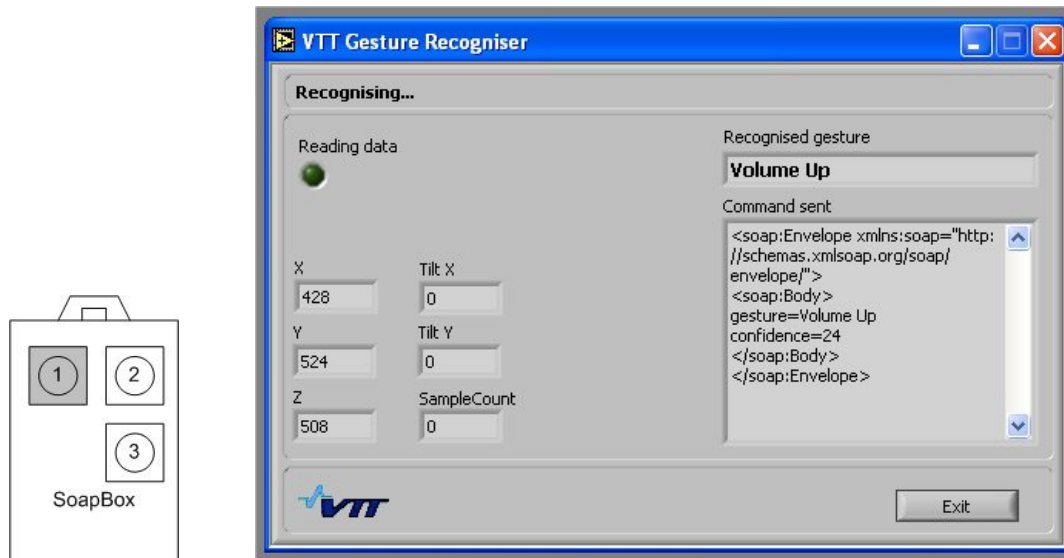 1
2
3
SoapBox
VTT Gesture Recogniser
Recognising...
Reading data
X
Tilt X
428
0
Y
Tilt Y
524
0
Z
SampleCount
508
0
Recognised gesture
Volume Up
Command sent
<soap:Envelope xmlns:soap="http:
//schemas.xmlsoap.org/soap/
envelope/">
<soap:Body>
gesture=Volume Up
confidence=24
</soap:Body>
</soap:Envelope>
VTT
Exit